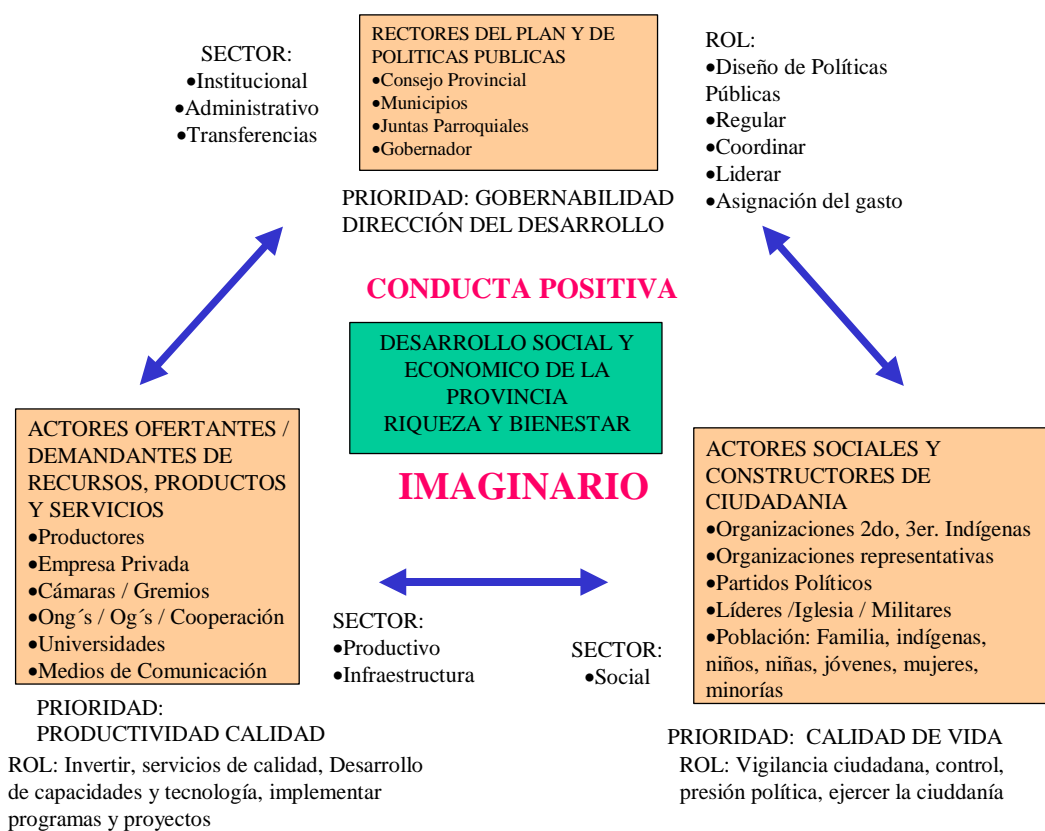 SECTOR:
•Institucional
•Administrativo
•Transferencias
RECTORES DEL PLAN Y DE
POLITICAS PUBLICAS
•Consejo Provincial
•Municipios
•Juntas Parroquiales
•Gobernador
ROL:
•Diseño de Políticas
Públicas
•Regular
•Coordinar
•Liderar
•Asignación del gasto
PRIORIDAD: GOBERNABILIDAD
DIRECCIÓN DEL DESARROLLO
CONDUCTA POSITIVA
DESARROLLO SOCIAL Y
ECONOMICO DE LA
PROVINCIA
RIQUEZA Y BIENESTAR
IMAGINARIO
ACTORES OFERTANTES /
DEMANDANTES DE
RECURSOS, PRODUCTOS
Y SERVICIOS
•Productores
•Empresa Privada
•Cámaras / Gremios
•Ong´s / Og´s / Cooperación
•Universidades
•Medios de Comunicación
ACTORES SOCIALES Y
CONSTRUCTORES DE
CIUDADANIA
•Organizaciones 2do, 3er. Indígenas
•Organizaciones representativas
•Partidos Políticos
•Líderes /Iglesia / Militares
•Población: Familia, indígenas,
niños, niñas, jóvenes, mujeres,
minorías
SECTOR:
•Productivo
•Infraestructura
SECTOR:
•Social
PRIORIDAD:
PRODUCTIVIDAD CALIDAD
ROL: Invertir, servicios de calidad, Desarrollo
de capacidades y tecnología, implementar
programas y proyectos
PRIORIDAD: CALIDAD DE VIDA
ROL: Vigilancia ciudadana, control,
presión política, ejercer la ciuddanía